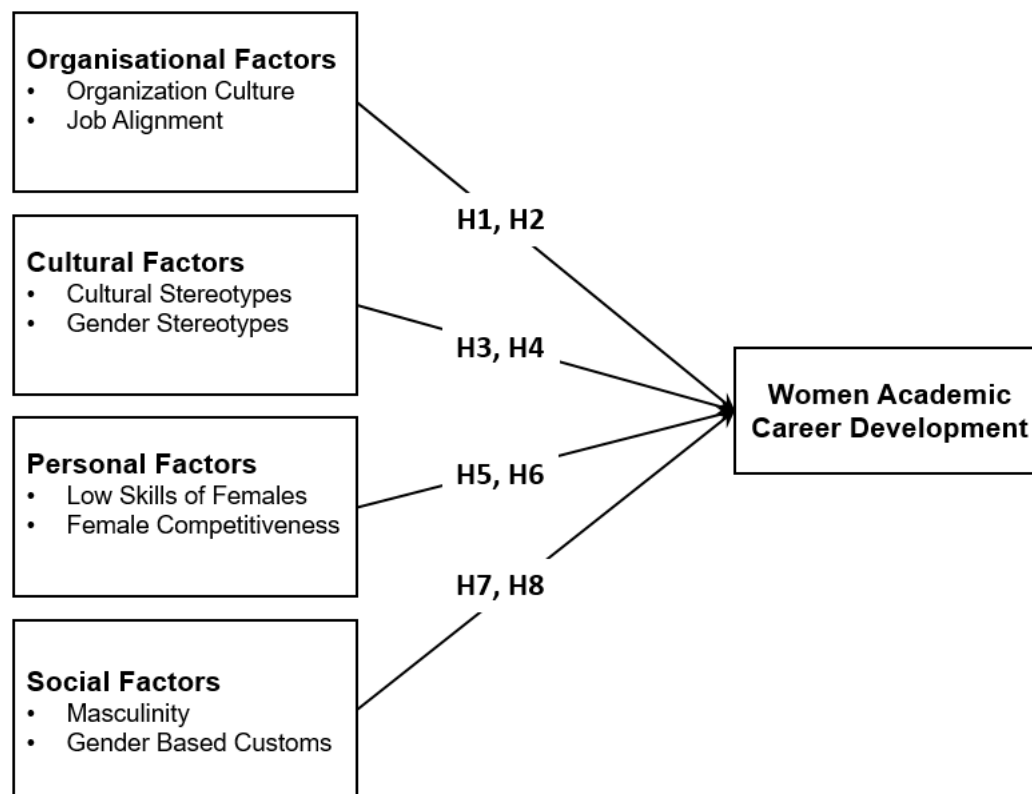 Organisational Factors
• Organization Culture
• Job Alignment
H1, H2
Cultural Factors
• Cultural Stereotypes
• Gender Stereotypes
H3, H4
Women Academic
Career Development
Personal Factors
• Low Skills of Females
• Female Competitiveness
H5, H6
H7, H8
Social Factors
• Masculinity
• Gender Based Customs